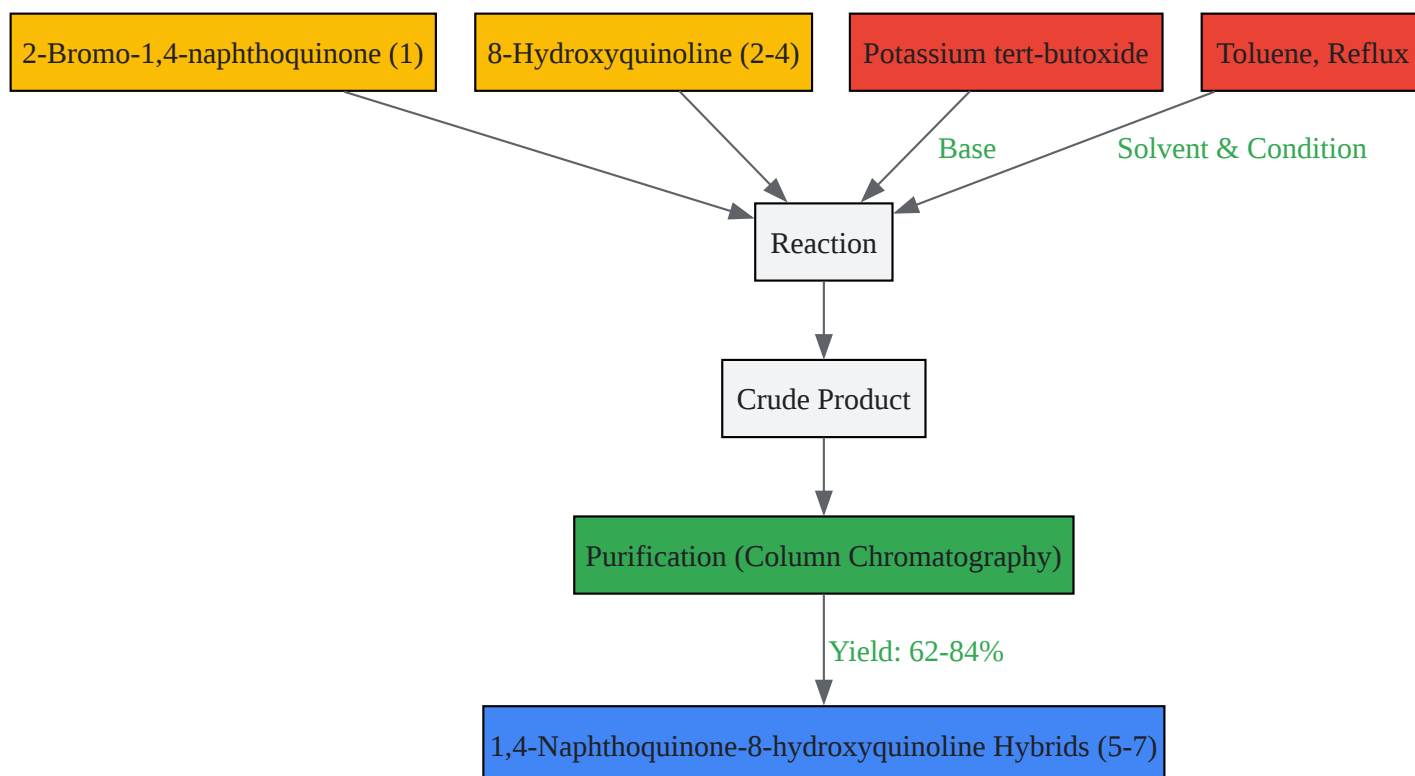 2-Bromo-1,4-naphthoquinone (1)
8-Hydroxyquinoline (2-4)
Potassium tert-butoxide
Toluene, Reflux
Base
Solvent & Condition
Reaction
Crude Product
Purification (Column Chromatography)
Yield: 62-84%
1,4-Naphthoquinone-8-hydroxyquinoline Hybrids (5-7)